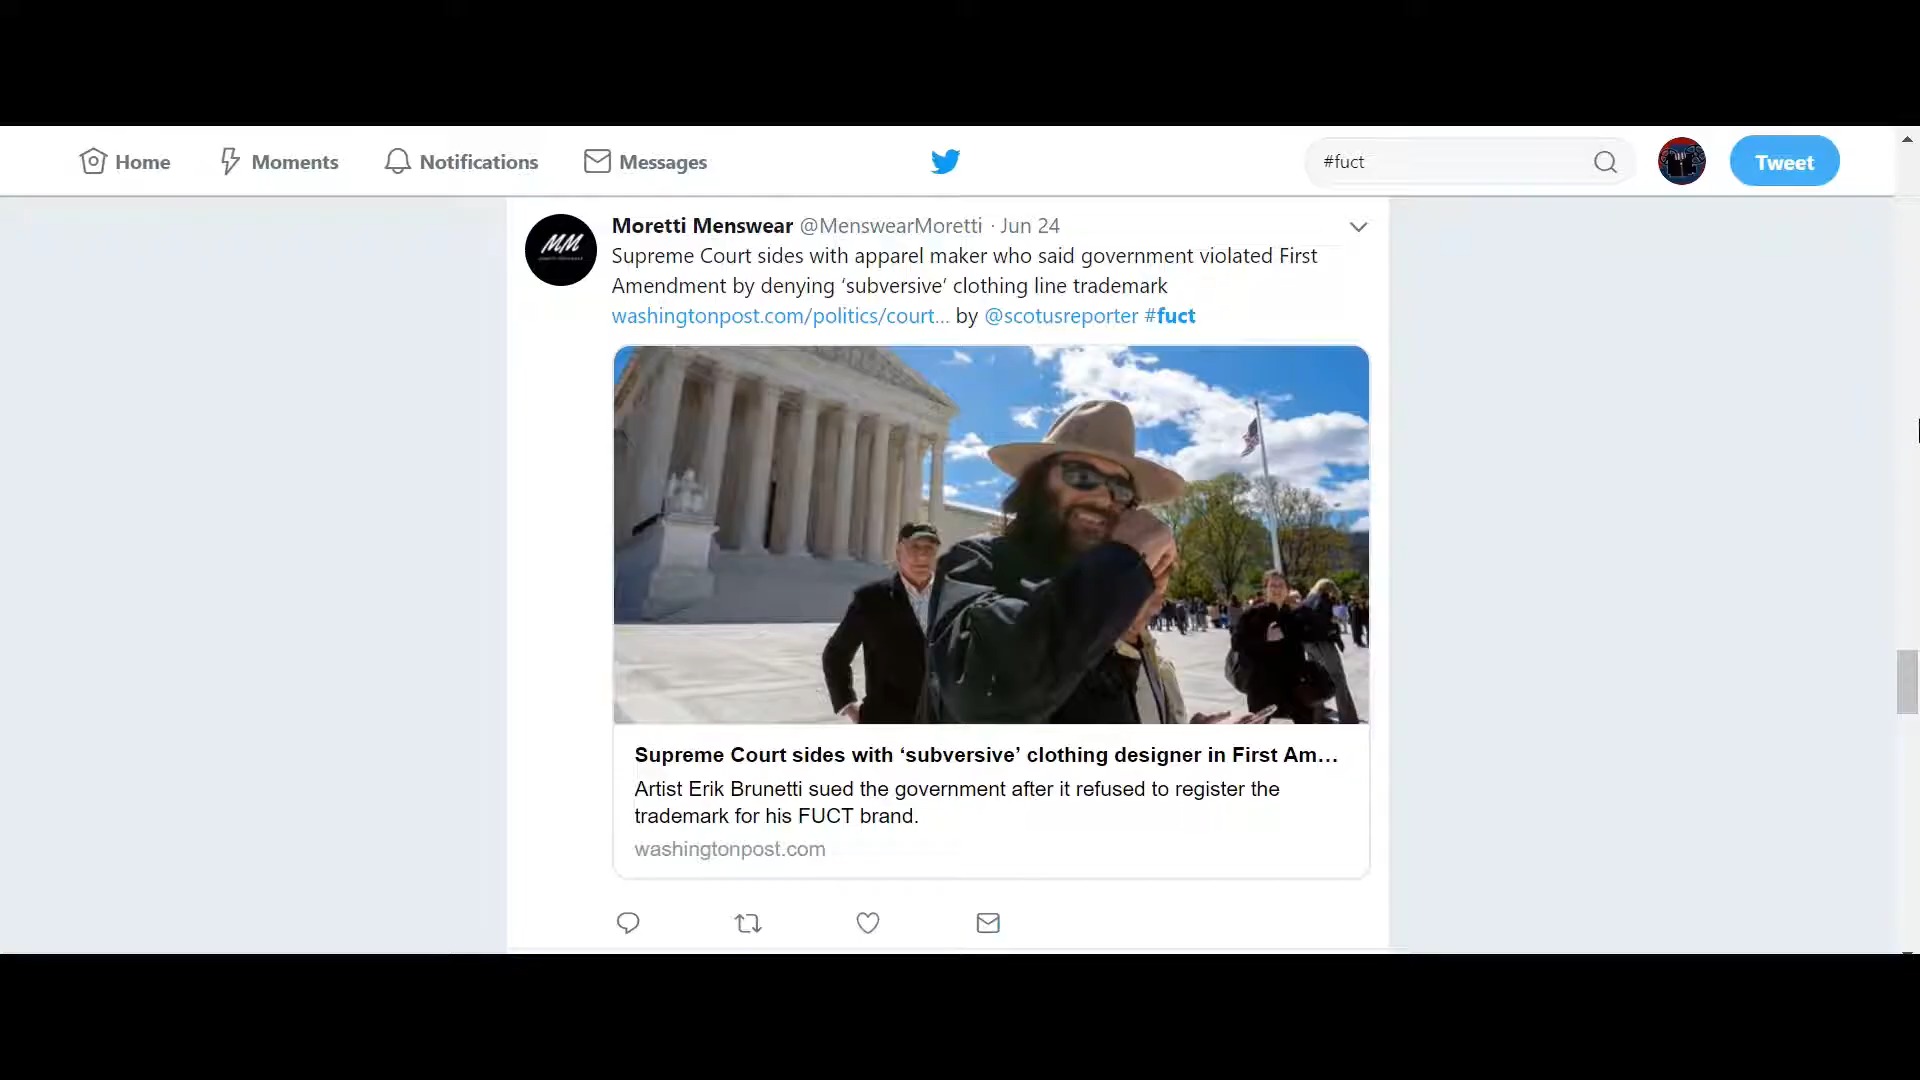 Home Moments Notifications Messages #fuct Tweet
Moretti Menswear @MenswearMoretti · Jun 24
Supreme Court sides with apparel maker who said government violated First
Amendment by denying ‘subversive’ clothing line trademark
washingtonpost.com/politics/court... by @scotusreporter #fuct
Supreme Court sides with ‘subversive’ clothing designer in First Am...
Artist Erik Brunetti sued the government after it refused to register the
trademark for his FUCT brand.
washingtonpost.com